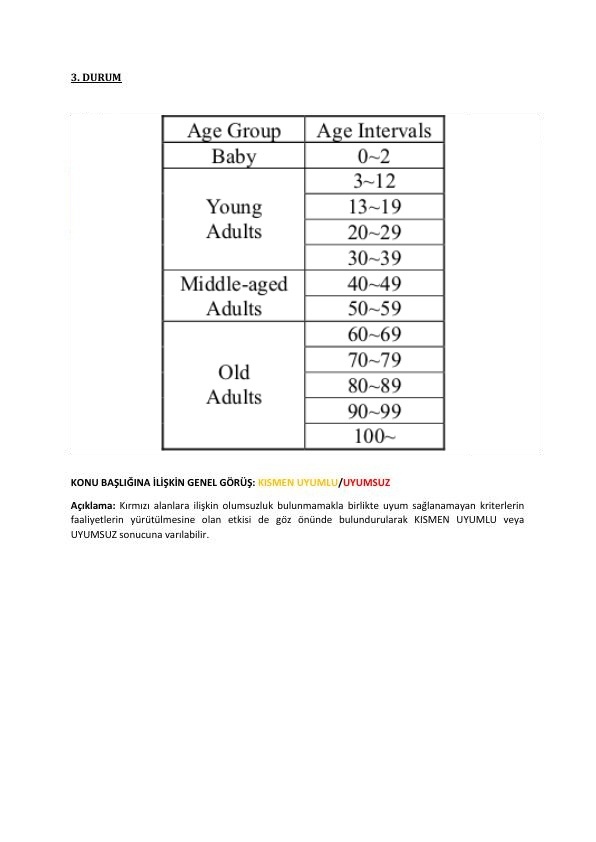 3. DURUM
Age Group Age Intervals
Baby 0~2
3~12
Young 13~19
Adults 20~29
30~39
Middle-aged 40~49
Adults 50~59
60~69
70~79
Old
80~89
Adults
90~99
100~
KONU BAŞLIĞINA İLİŞKİN GENEL GÖRÜŞ: KISMEN UYUMLU/UYUMSUZ
Açıklama: Kırmızı alanlara ilişkin olumsuzluk bulunmamakla birlikte uyum sağlanamayan kriterlerin
faaliyetlerin yürütülmesine olan etkisi de göz önünde bulundurularak KISMEN UYUMLU veya
UYUMSUZ sonucuna varılabilir.